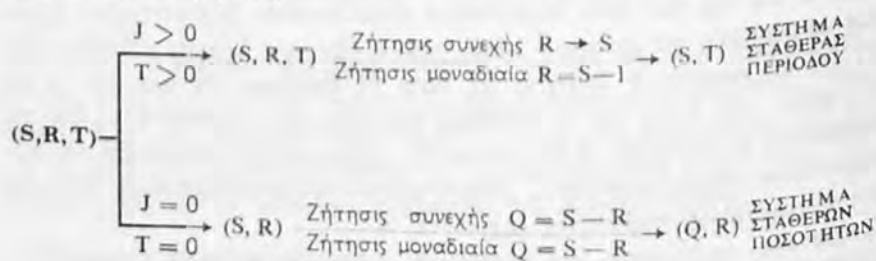 J > 0
T > 0
(S, R, T)
Ζήτησις συνεχής R → S
Ζήτησις μοναδιαία R = S — 1
→ (S, T)
ΣΥΣΤΗΜΑ
ΣΤΑΘΕΡΑΣ
ΠΕΡΙΟΔΟΥ
(S,R,T)
J = 0
T = 0
(S, R)
Ζήτησις συνεχής Q = S — R
Ζήτησις μοναδιαία Q = S — R
→ (Q, R)
ΣΥΣΤΗΜΑ
ΣΤΑΘΕΡΩΝ
ΠΟΣΟΤΗΤΩΝ